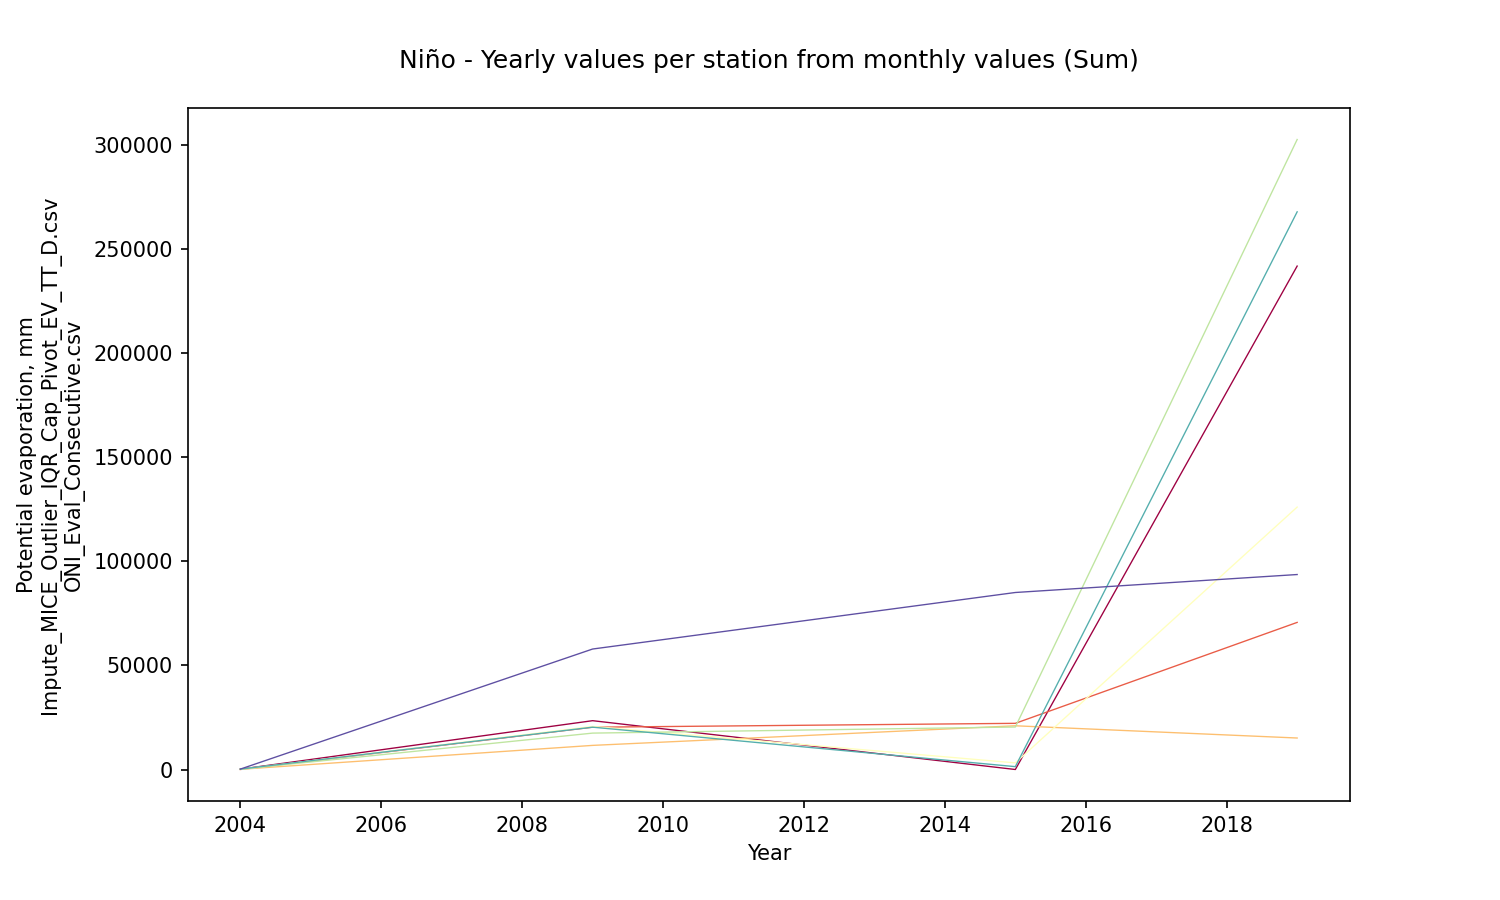 Niño - Yearly values per station from monthly values (Sum)
Potential evaporation, mm
Impute_MICE_Outlier_IQR_Cap_Pivot_EV_TT_D.csv
ONI_Eval_Consecutive.csv
300000
250000
200000
150000
100000
50000
0
2004 2006 2008 2010 2012 2014 2016 2018
Year